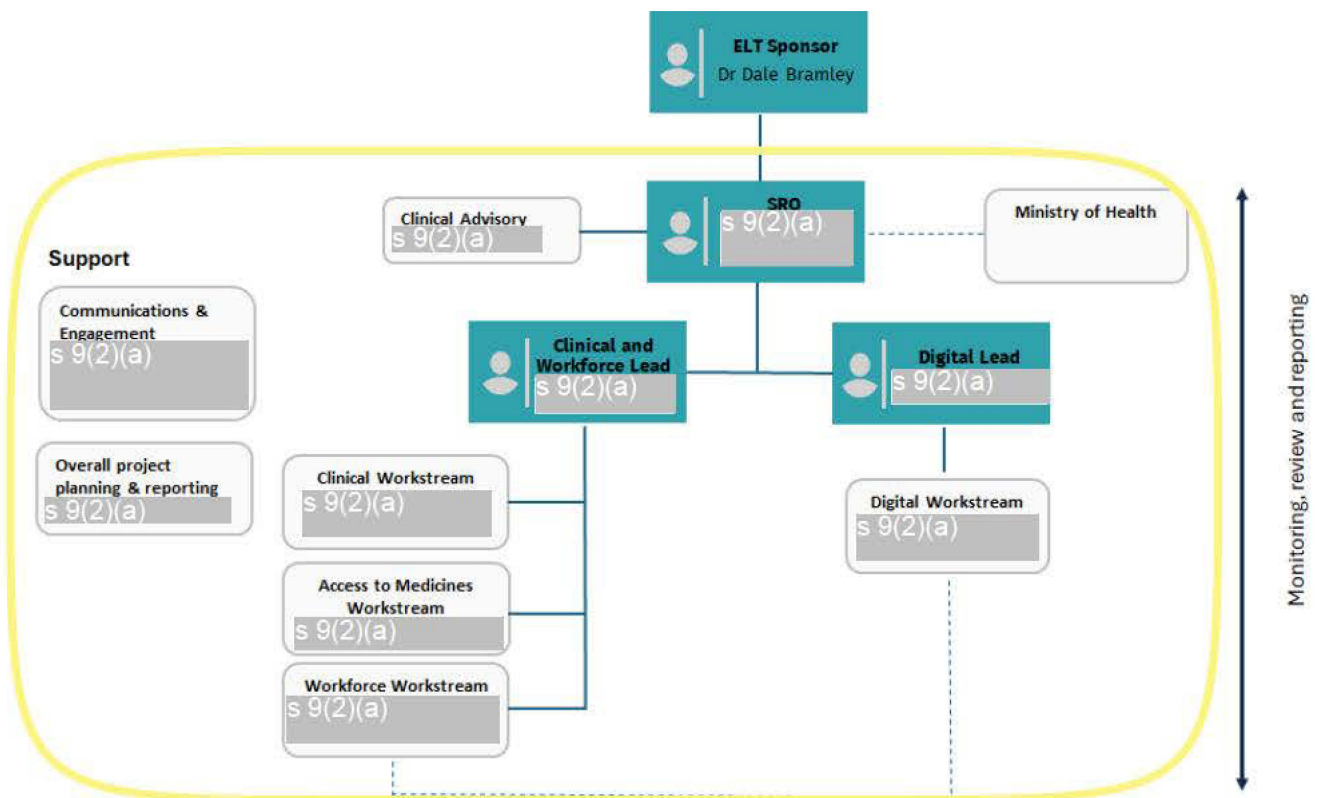 ELT Sponsor
Dr Dale Bramley
SRO
s 9(2)(a)
Clinical Advisory
s 9(2)(a)
Ministry of Health
Support
Communications &
Engagement
s 9(2)(a)
Overall project
planning & reporting
s 9(2)(a)
Clinical and
Workforce Lead
s 9(2)(a)
Digital Lead
s 9(2)(a)
Clinical Workstream
s 9(2)(a)
Access to Medicines
Workstream
s 9(2)(a)
Workforce Workstream
s 9(2)(a)
Digital Workstream
s 9(2)(a)
Monitoring, review and reporting